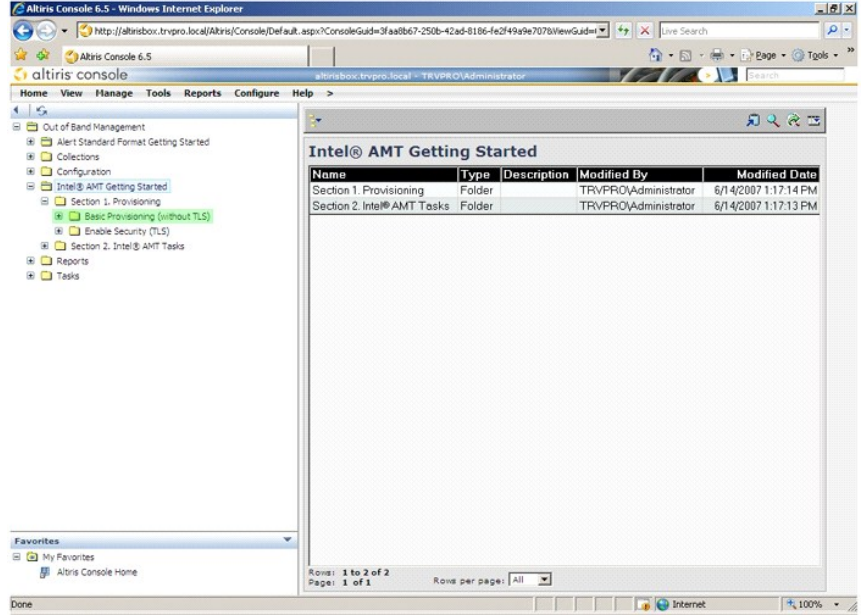 Altiris Console 6.5 - Windows Internet Explorer
http://altirisbox.trvpro.local/Altiris/Console/Default.aspx?ConsoleGuid=3faa8b67-250b-42ad-8186-fe2f49a9e707&ViewGuid=
Live Search
Altiris Console 6.5
Page
Tools
altiris console
altirisbox.trvpro.local - TRVPRO\Administrator
Search
Home View Manage Tools Reports Configure Help >
Out of Band Management
Alert Standard Format Getting Started
Collections
Configuration
Intel® AMT Getting Started
Section 1. Provisioning
Basic Provisioning (without TLS)
Enable Security (TLS)
Section 2. Intel® AMT Tasks
Reports
Tasks
Intel® AMT Getting Started
Name Type Description Modified By Modified Date
Section 1. Provisioning Folder TRVPRO\Administrator 6/14/2007 1:17:14 PM
Section 2. Intel® AMT Tasks Folder TRVPRO\Administrator 6/14/2007 1:17:13 PM
Favorites
My Favorites
Altiris Console Home
Rows: 1 to 2 of 2
Page: 1 of 1
Rows per page: All
Done
Internet
100%